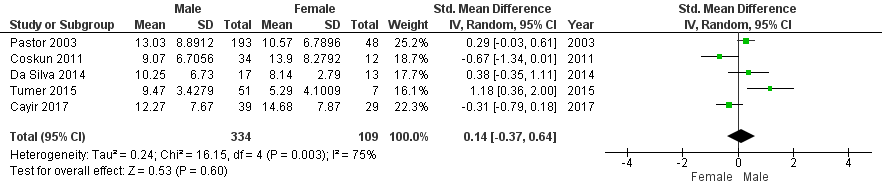 Male Female Std. Mean Difference Std. Mean Difference
Study or Subgroup Mean SD Total Mean SD Total Weight IV, Random, 95% CI IV, Random, 95% CI
Pastor 2003 13.03 8.8912 193 10.57 6.7896 48 25.2% 0.29 [-0.03, 0.61] 2003
Coskun 2011 9.07 6.7056 34 13.9 8.2792 12 18.7% -0.67 [-1.34, 0.01] 2011
Da Silva 2014 10.25 6.73 17 8.14 2.79 13 17.9% 0.38 [-0.35, 1.11] 2014
Turner 2015 9.47 3.4279 51 5.29 4.1009 7 15.9% 1.18 [0.36, 2.00] 2015
Cayir 2017 12.27 7.67 39 14.68 7.87 29 22.3% -0.31 [-0.79, 0.18] 2017
Total (95% CI) 334 109 100.0% 0.14 [-0.37, 0.64]
Heterogeneity: Tau² = 0.24; Chi² = 16.15, df = 4 (P = 0.003); I² = 75%
Test for overall effect: Z = 0.53 (P = 0.60)
-4 -2 0 2 4
Female Male